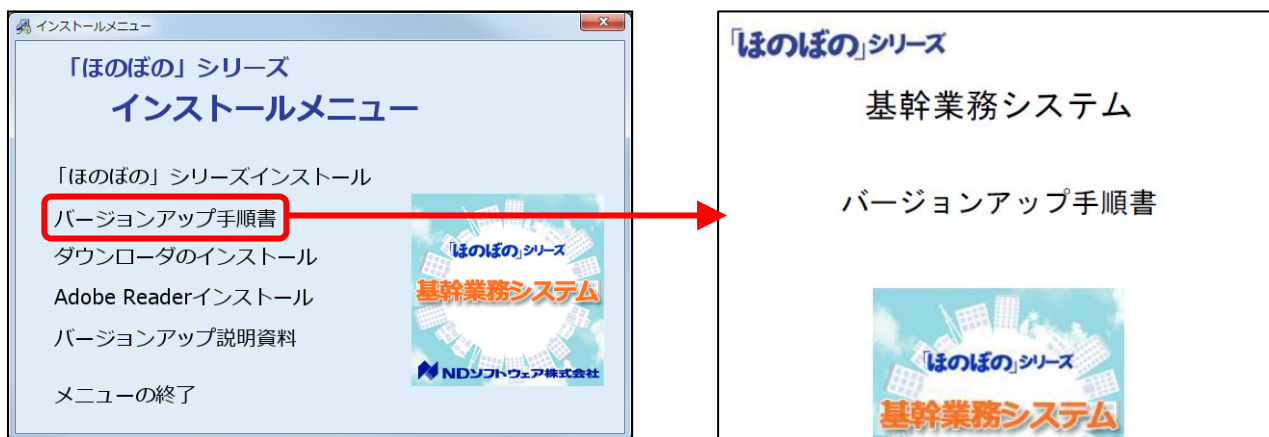 インストールメニュー
「ほのぼの」シリーズ
インストールメニュー
「ほのぼの」シリーズインストール
バージョンアップ手順書
ダウンローダのインストール
Adobe Readerインストール
バージョンアップ説明資料
メニューの終了
「ほのぼの」シリーズ
基幹業務システム
NDソフトウェア株式会社
「ほのぼの」シリーズ
基幹業務システム
バージョンアップ手順書
「ほのぼの」シリーズ
基幹業務システム